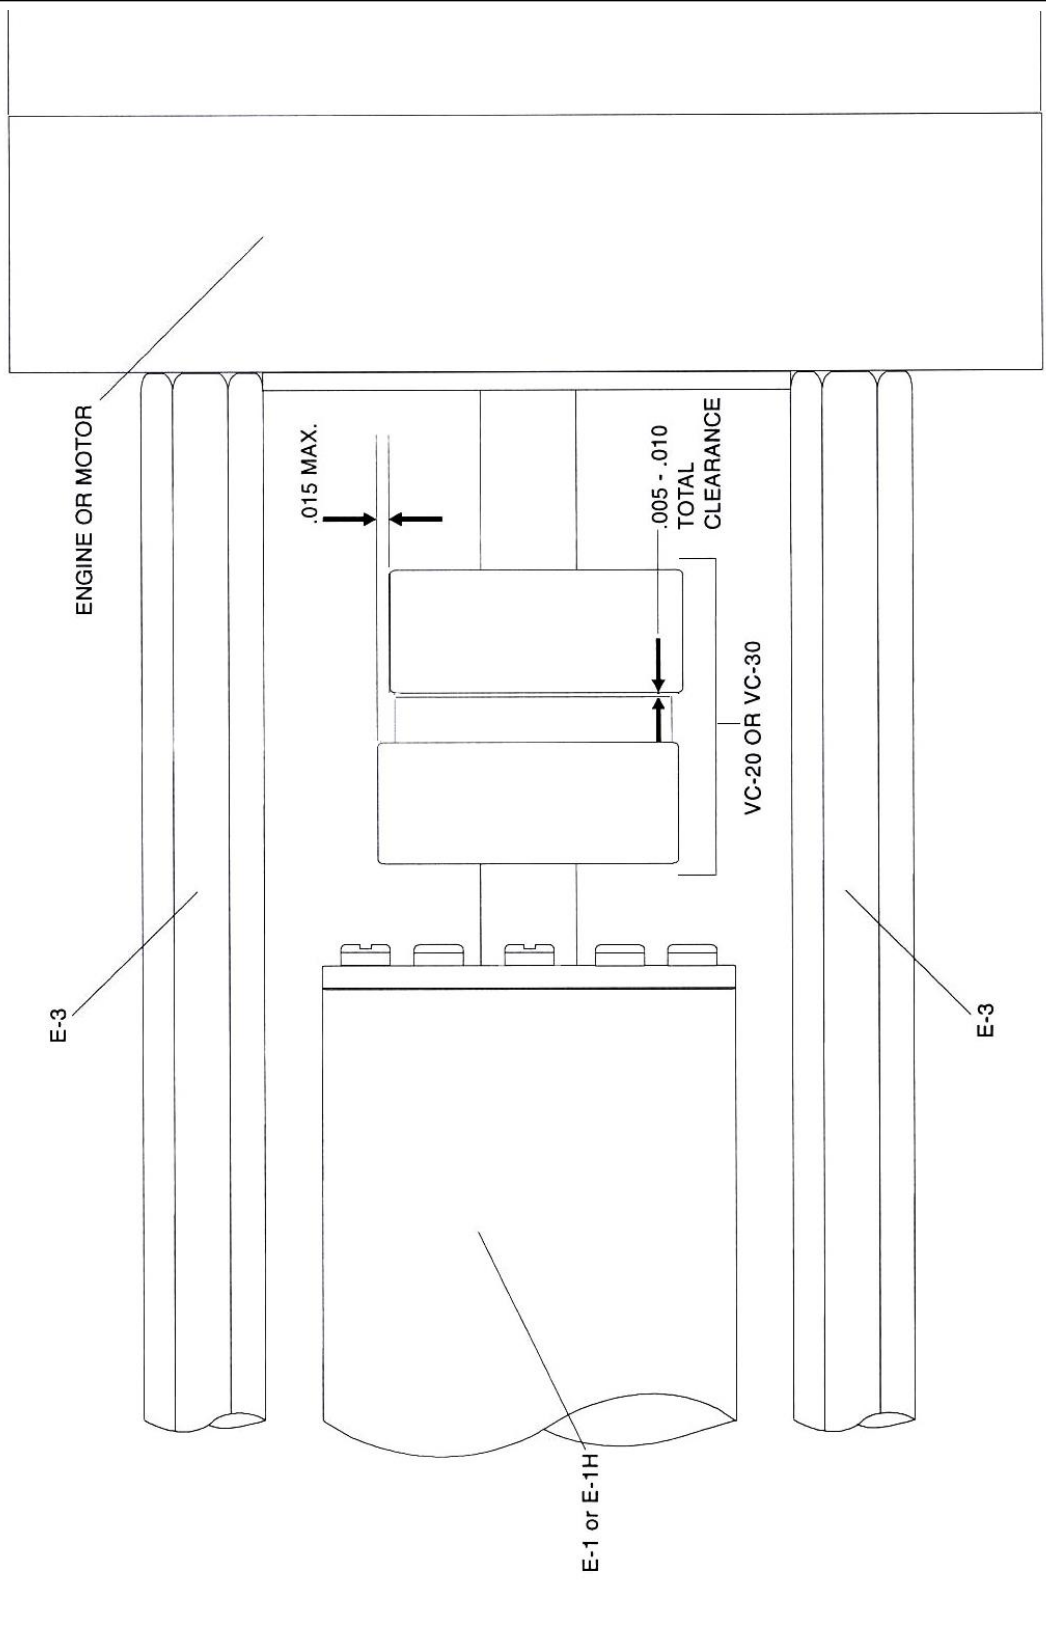 ENGINE OR MOTOR
.015 MAX.
.005 - .010
TOTAL
CLEARANCE
VC-20 OR VC-30
E-3
E-3
E-1 or E-1H